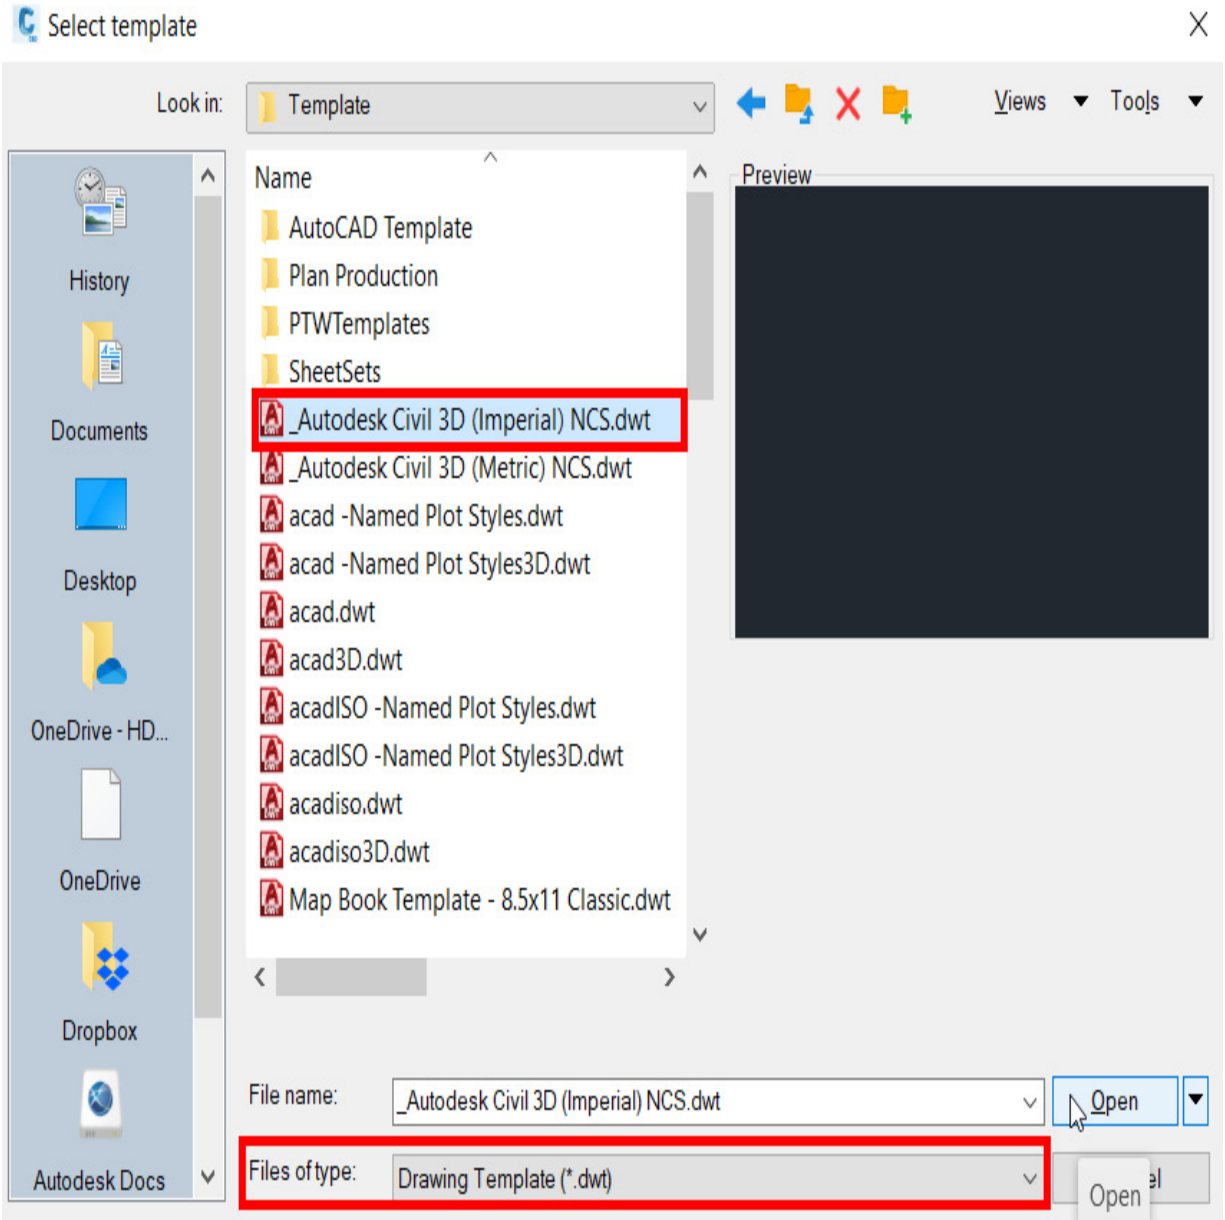 Select template
Look in:
Template
Views
Tools
History
Documents
Desktop
OneDrive - HD...
OneDrive
Dropbox
Autodesk Docs
Name
AutoCAD Template
Plan Production
PTWTemplates
SheetSets
_Autodesk Civil 3D (Imperial) NCS.dwt
_Autodesk Civil 3D (Metric) NCS.dwt
acad -Named Plot Styles.dwt
acad -Named Plot Styles3D.dwt
acad.dwt
acad3D.dwt
acadISO -Named Plot Styles.dwt
acadISO -Named Plot Styles3D.dwt
acadiso.dwt
acadiso3D.dwt
Map Book Template - 8.5x11 Classic.dwt
Preview
File name:
_Autodesk Civil 3D (Imperial) NCS.dwt
Open
Files of type:
Drawing Template (*.dwt)
Open